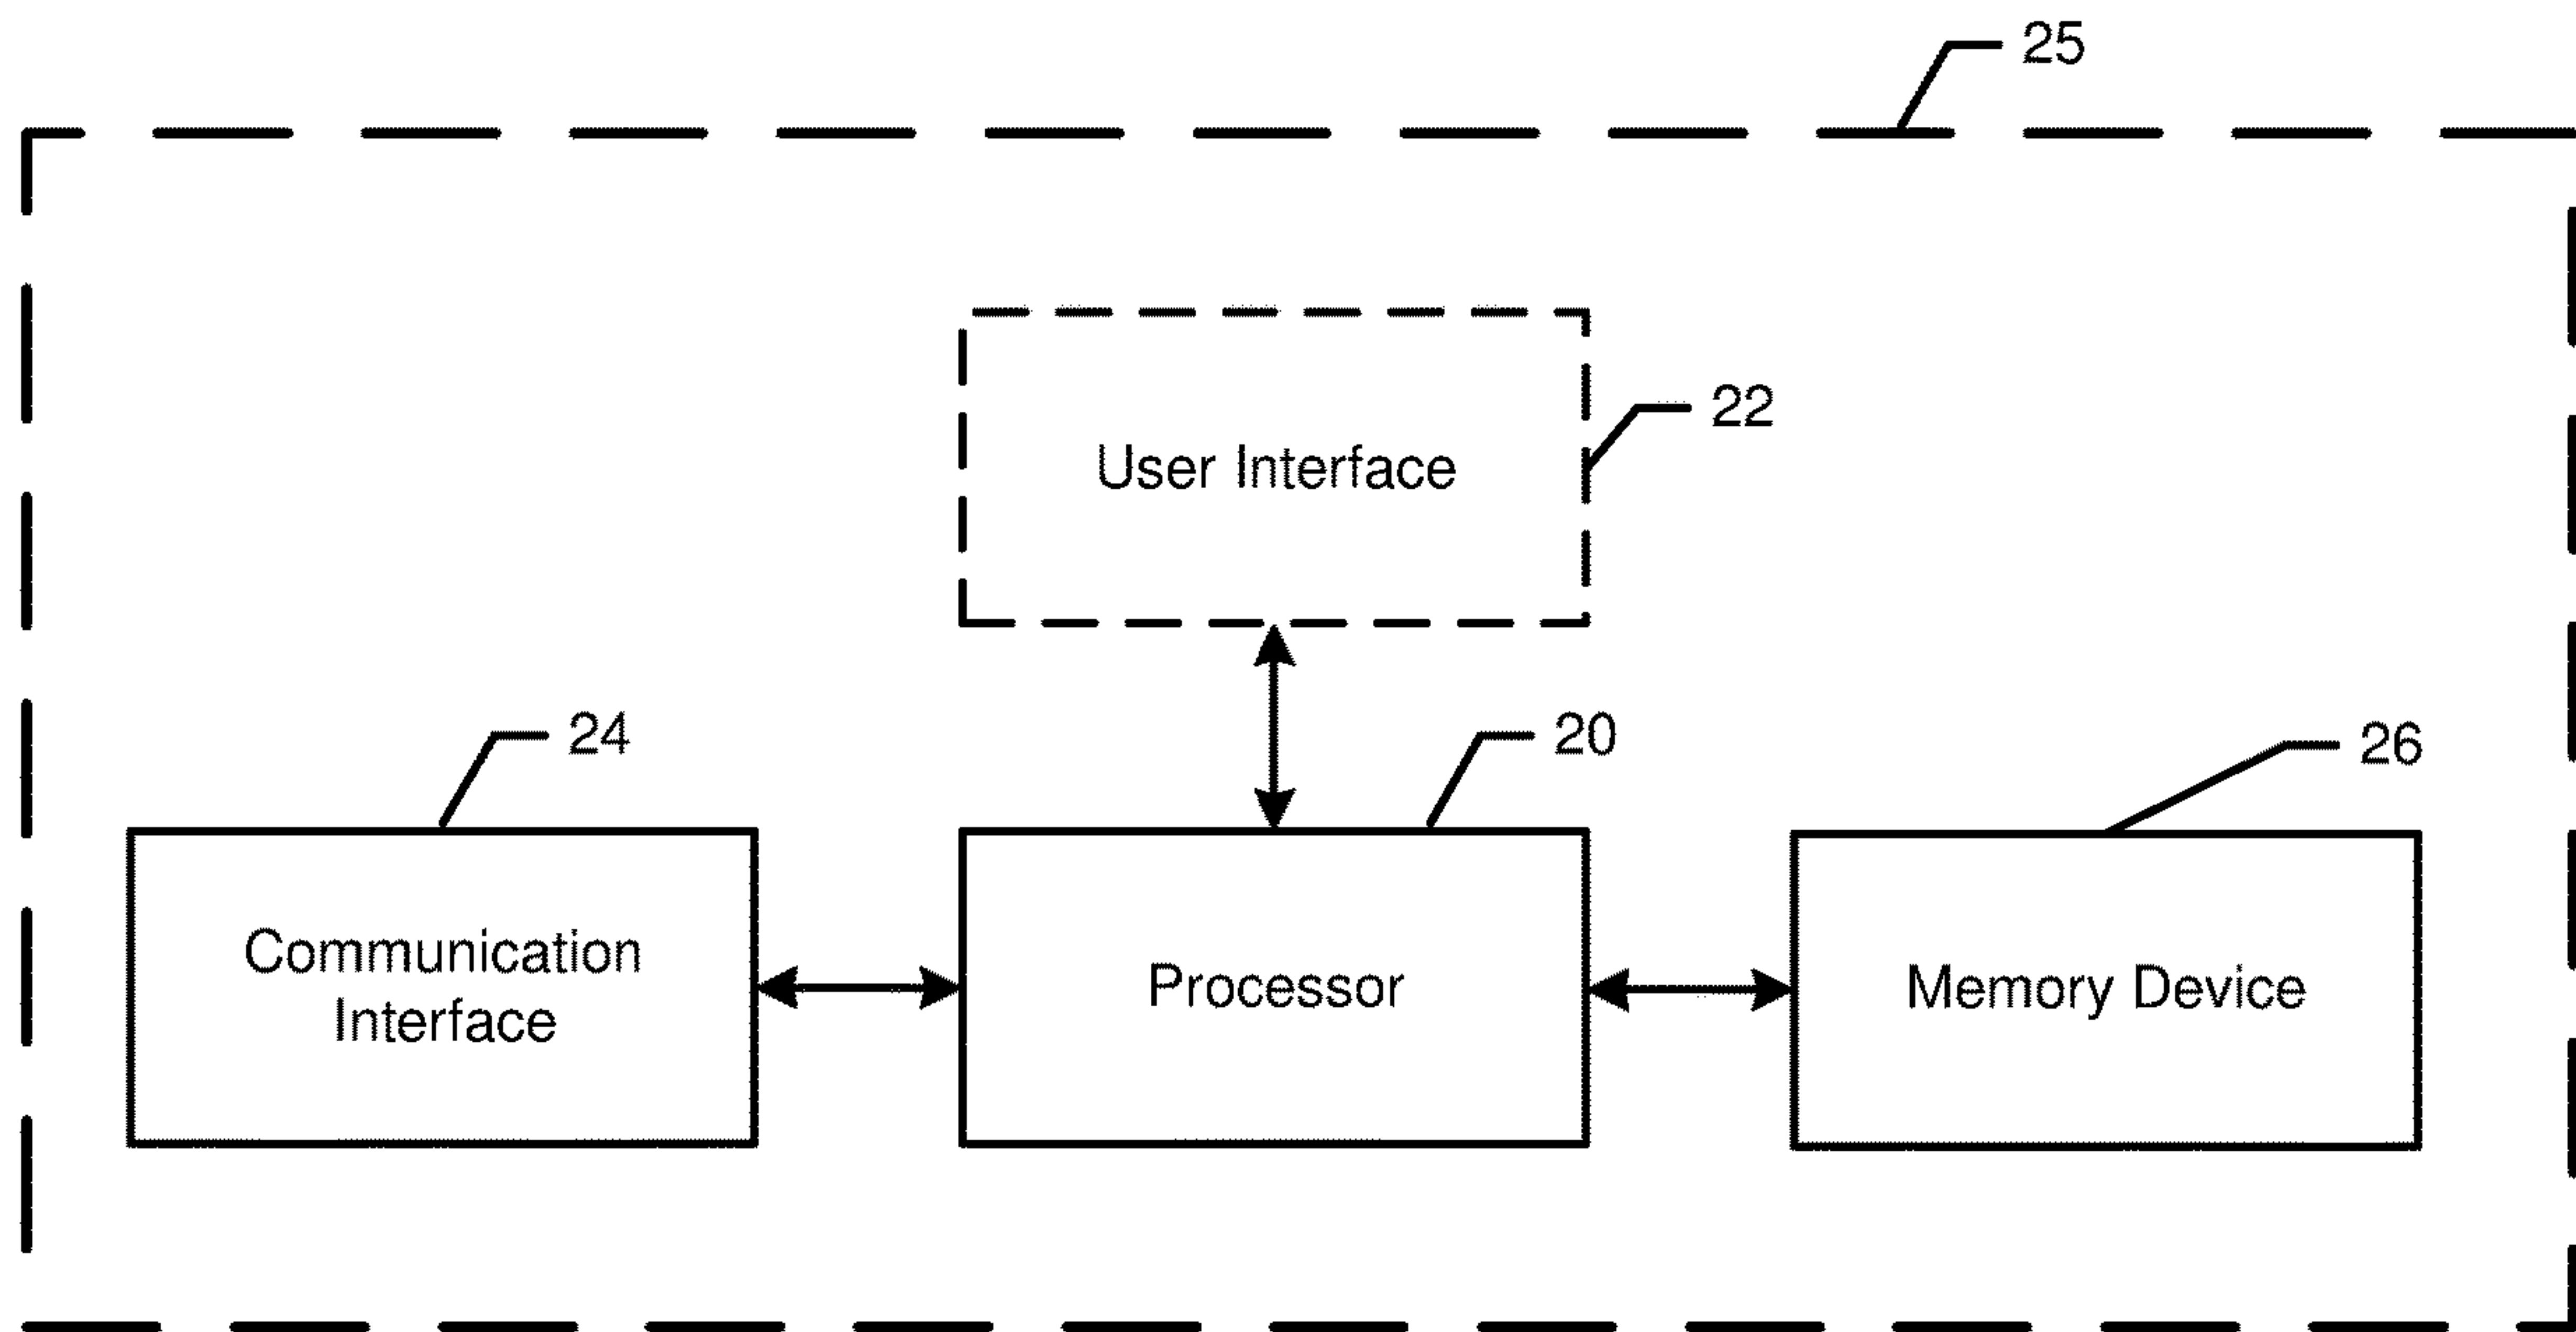 25
User Interface
22
24
20
26
Communication
Interface
Processor
Memory Device